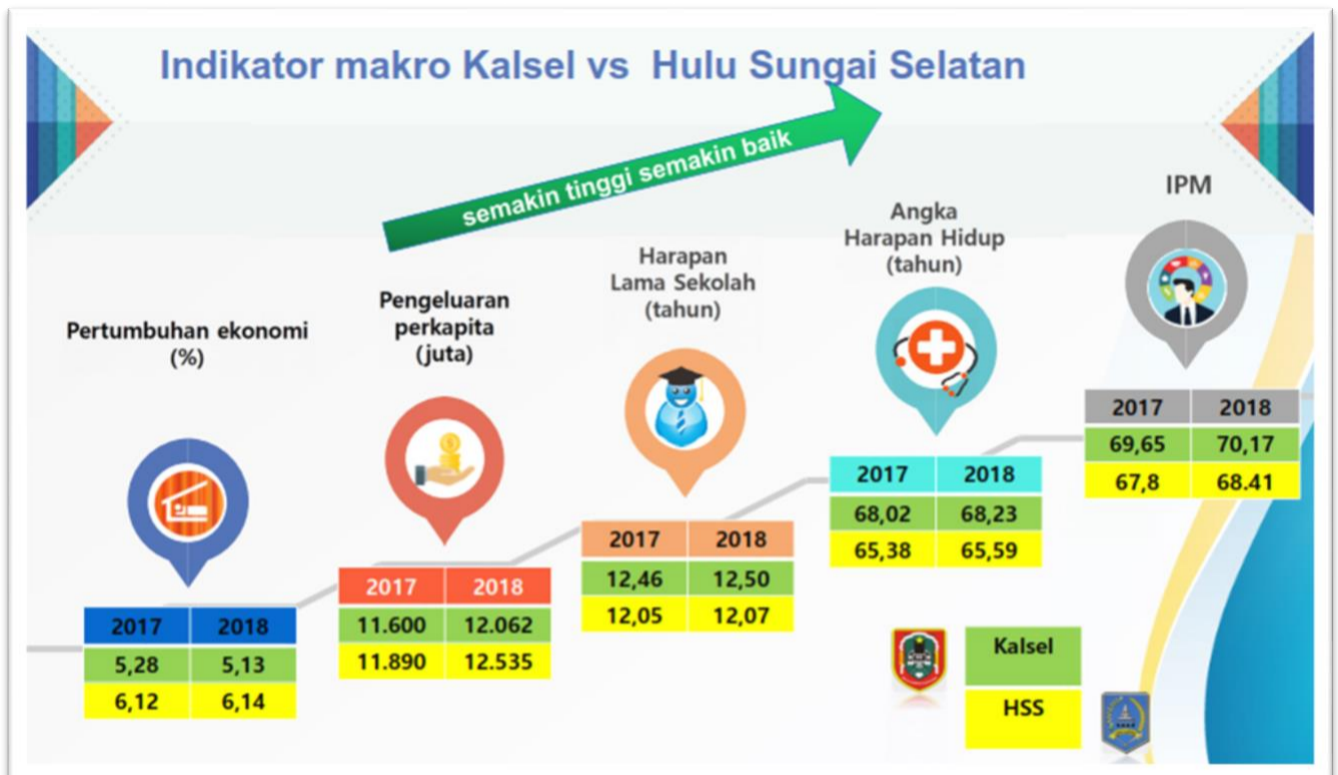 Indikator makro Kalsel vs Hulu Sungai Selatan
semakin tinggi semakin baik
Pertumbuhan ekonomi
(%)
2017 2018
5,28 5,13
6,12 6,14
Pengeluaran
perkapita
(juta)
2017 2018
11.600 12.062
11.890 12.535
Harapan
Lama Sekolah
(tahun)
2017 2018
12,46 12,50
12,05 12,07
Angka
Harapan Hidup
(tahun)
2017 2018
68,02 68,23
65,38 65,59
IPM
2017 2018
69,65 70,17
67,8 68.41
Kalsel
HSS